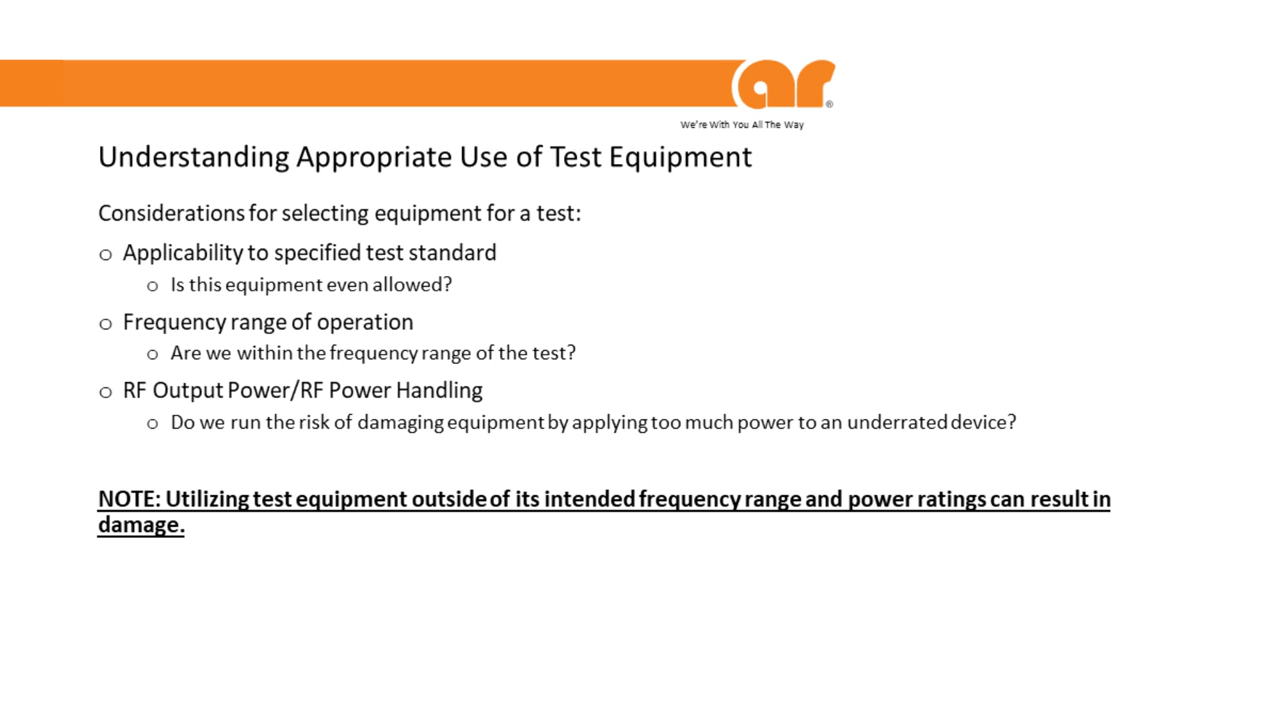 ar®
We're With You All The Way
Understanding Appropriate Use of Test Equipment
Considerations for selecting equipment for a test:
o Applicability to specified test standard
o Is this equipment even allowed?
o Frequency range of operation
o Are we within the frequency range of the test?
o RF Output Power/RF Power Handling
o Do we run the risk of damaging equipment by applying too much power to an underrated device?
NOTE: Utilizing test equipment outside of its intended frequency range and power ratings can result in
damage.